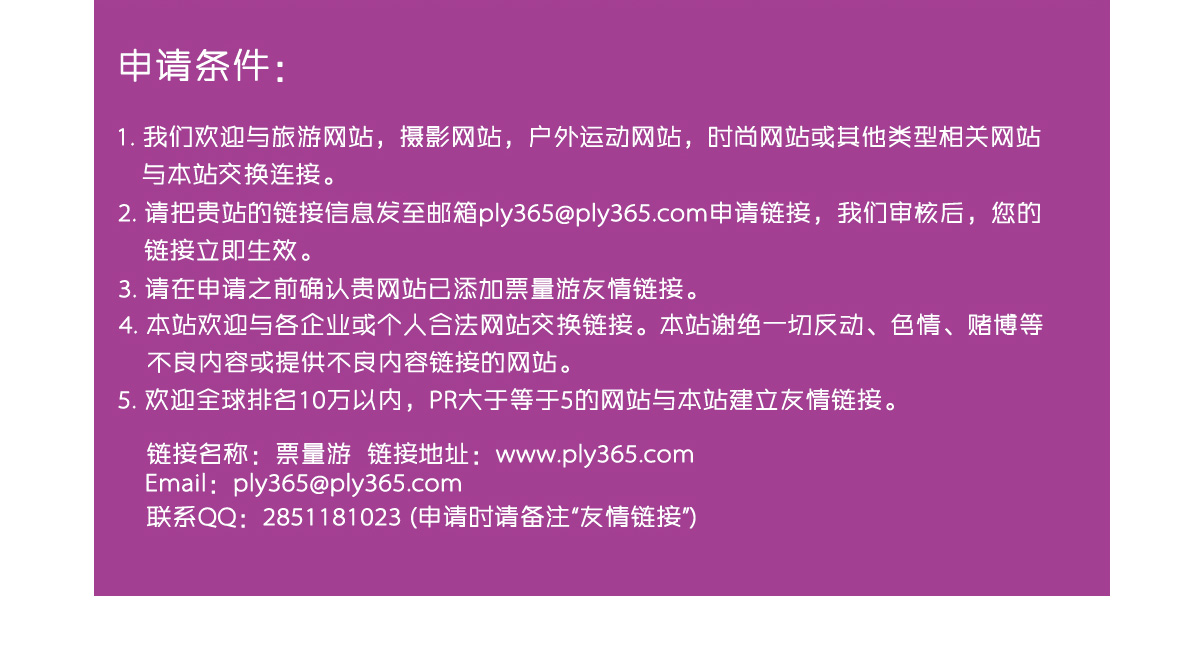 申请条件：
1. 我们欢迎与旅游网站，摄影网站，户外运动网站，时尚网站或其他类型相关网站
与本站交换连接。
2. 请把贵站的链接信息发至邮箱ply365@ply365.com申请链接，我们审核后，您的
链接立即生效。
3. 请在申请之前确认贵网站已添加票量游友情链接。
4. 本站欢迎与各企业或个人合法网站交换链接。本站谢绝一切反动、色情、赌博等
不良内容或提供不良内容链接的网站。
5. 欢迎全球排名10万以内，PR大于等于5的网站与本站建立友情链接。
链接名称：票量游 链接地址：www.ply365.com
Email：ply365@ply365.com
联系QQ：2851181023 (申请时请备注“友情链接”)